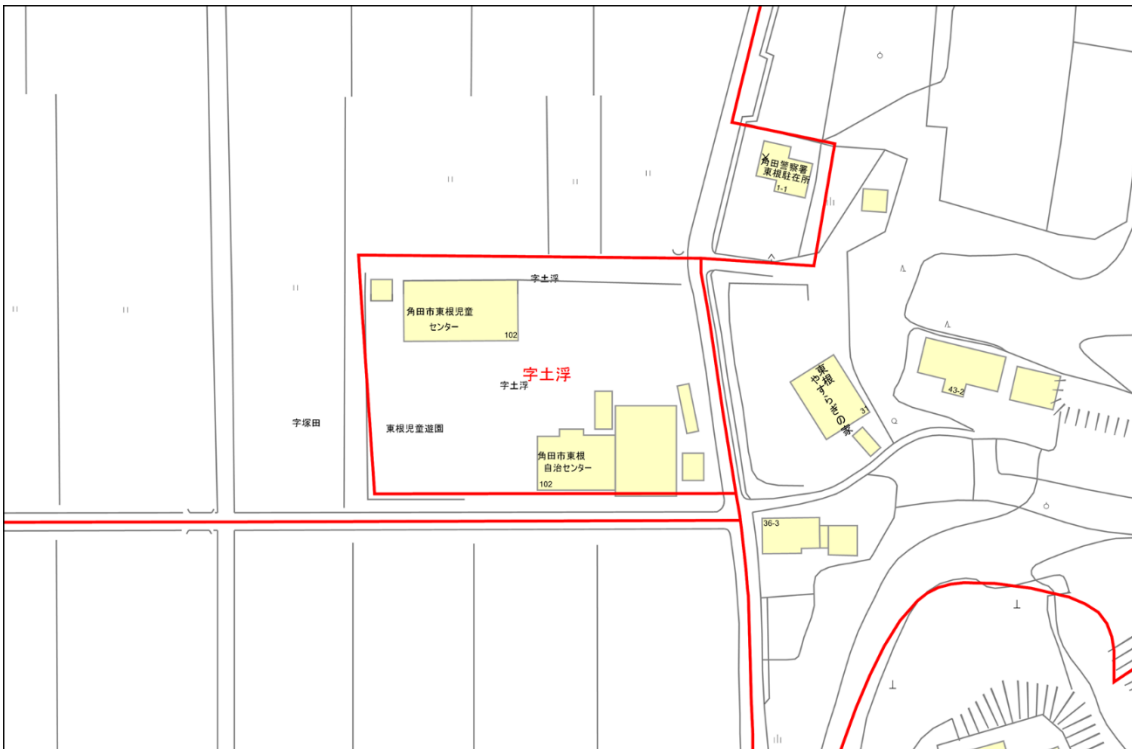 角田警察署
東根駐在所
1-1
字土浮
角田市東根児童
センター
102
字土浮
字土浮
東根
やすらぎの家
31
43-2
字塚田
東根児童遊園
角田市東根
自治センター
102
36-3